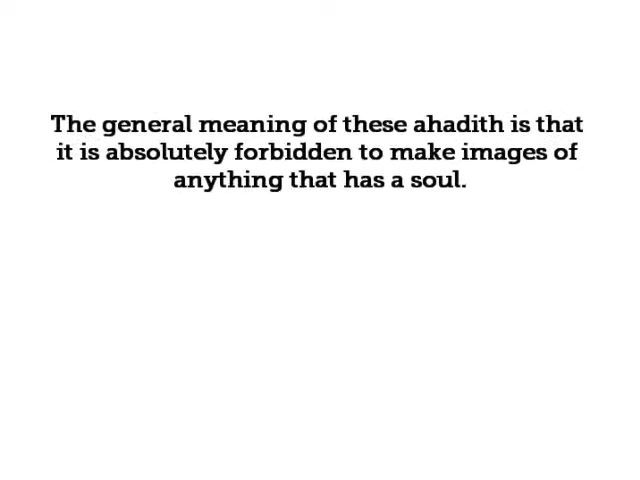 The general meaning of these ahadith is that
it is absolutely forbidden to make images of
anything that has a soul.